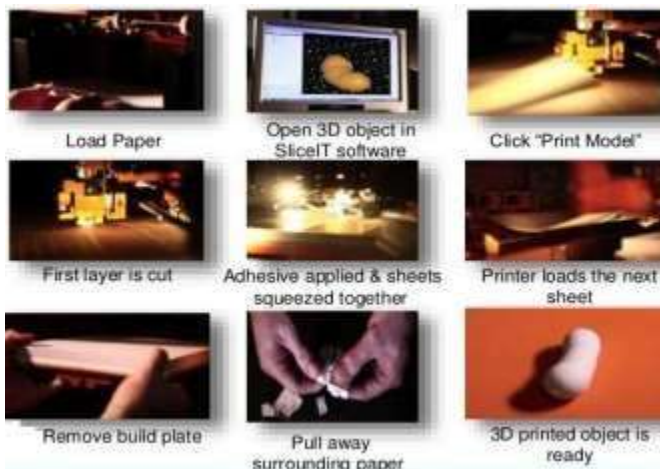 Load Paper
Open 3D object in
SliceIT software
Click “Print Model”
First layer is cut
Adhesive applied & sheets
squeezed together
Printer loads the next
sheet
Remove build plate
Pull away
surrounding paper
3D printed object is
ready